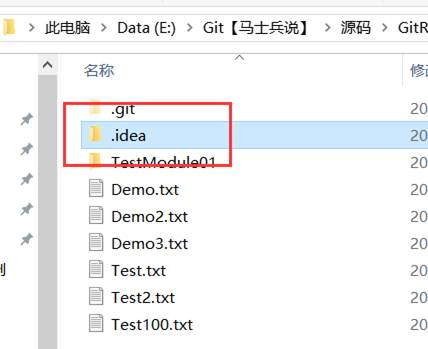 此电脑 > Data (E:) > Git【马士兵说】 > 源码 > GitR
名称
.git 20
.idea 20
TestModule01 20
Demo.txt 20
Demo2.txt 20
Demo3.txt 20
Test.txt 20
Test2.txt 20
Test100.txt 20